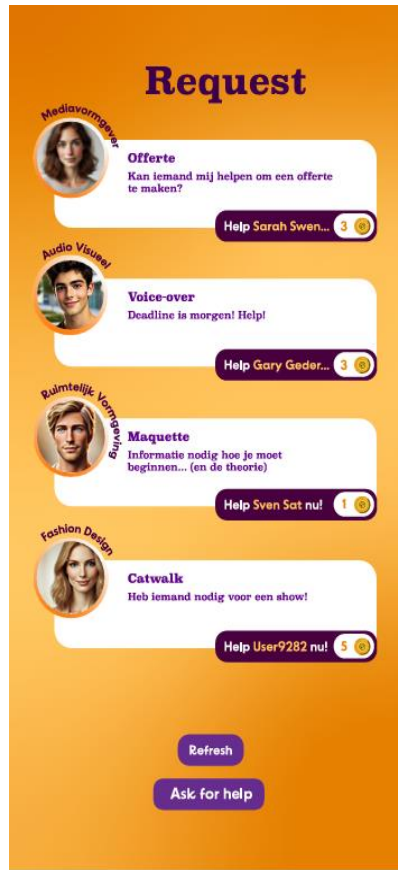 Request
Mediavormgever
Offerte
Kan iemand mij helpen om een offerte
te maken?
Help Sarah Swen... 3
Audio Visueel
Voice-over
Deadline is morgen! Help!
Help Gary Geder... 3
Ruimtelijk Vormgeving
Maquette
Informatie nodig hoe je moet
beginnen... (en de theorie)
Help Sven Sat nu! 1
Fashion Design
Catwalk
Heb iemand nodig voor een show!
Help User9282 nu! 5
Refresh
Ask for help